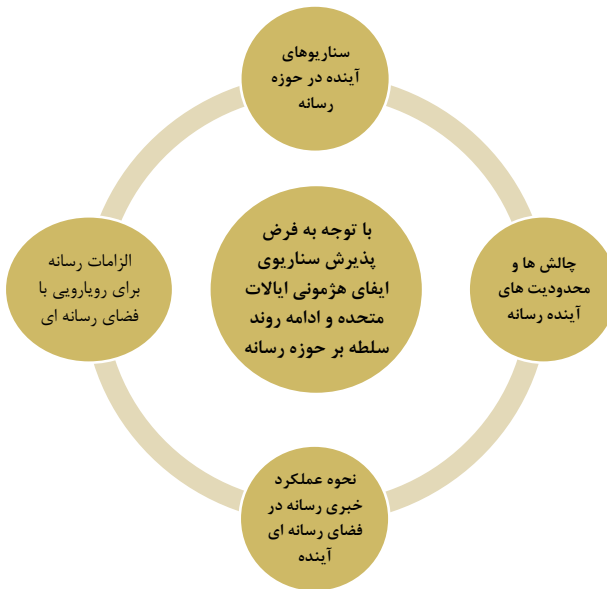 سناریوهای
آینده در حوزه
رسانه
چالش ها و
محدودیت های
آینده رسانه
نحوه عملکرد
خبری رسانه در
فضای رسانه ای
آینده
الزامات رسانه
برای رویارویی با
فضای رسانه ای
با توجه به فرض
پذیرش سناریوی
ایفای هژمونی ایالات
متحده و ادامه روند
سلطه بر حوزه رسانه